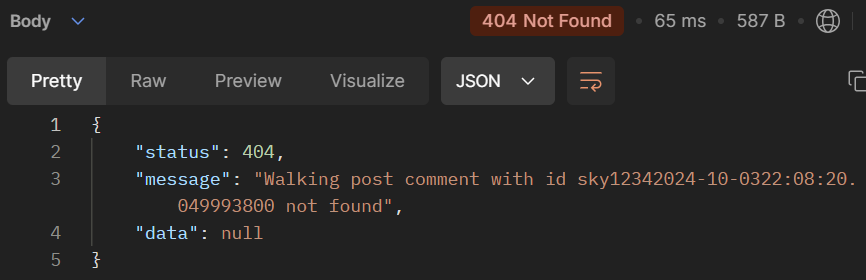 Body 404 Not Found • 65 ms • 587 B
Pretty Raw Preview Visualize JSON
1 {
2 "status": 404,
3 "message": "Walking post comment with id sky12342024-10-0322:08:20.
049993800 not found",
4 "data": null
5 }